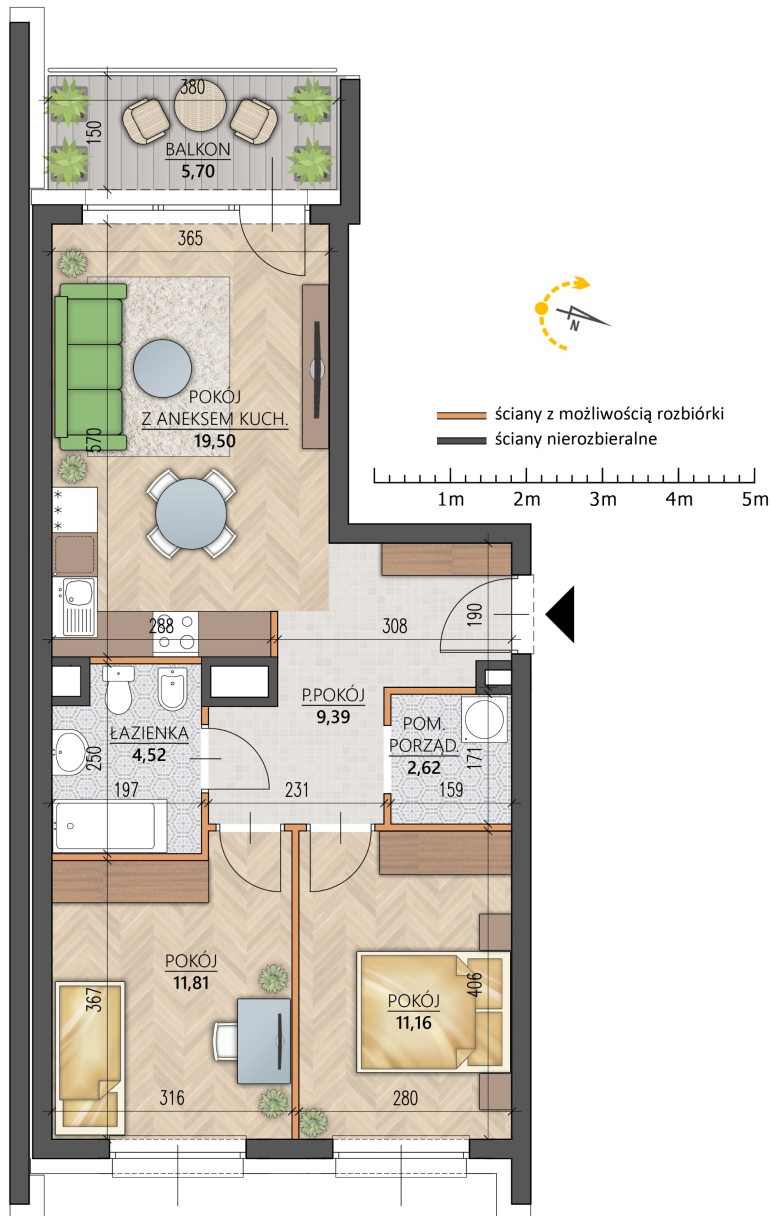 380
150
BALKON
5,70
365
N
POKÓJ
Z ANEKSEM KUCH.
19,50
570
ściany z możliwością rozbiórki
ściany nierozbieralne
1m 2m 3m 4m 5m
288
308
190
P.POKÓJ
9,39
ŁAZIENKA
4,52
250
POM.
PORZĄD.
2,62
171
197
231
159
POKÓJ
11,81
367
POKÓJ
11,16
406
316
280